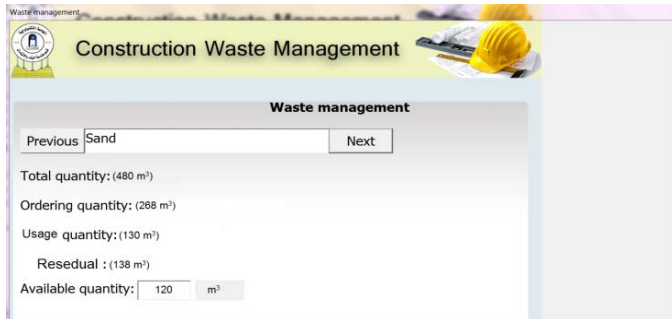 Waste management
Construction Waste Management
Waste management
Previous Sand Next
Total quantity: (480 m³)
Ordering quantity: (268 m³)
Usage quantity: (130 m³)
Resedual : (138 m³)
Available quantity: 120 m³